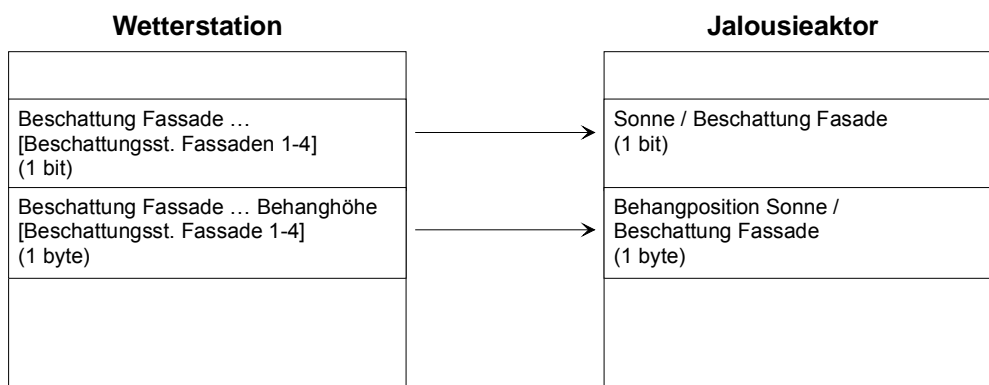 Wetterstation
Jalousieaktor
Beschattung Fassade …
[Beschattungsst. Fassaden 1-4]
(1 bit)
Sonne / Beschattung Fasade
(1 bit)
Beschattung Fassade … Behanghöhe
[Beschattungsst. Fassade 1-4]
(1 byte)
Behangposition Sonne /
Beschattung Fassade
(1 byte)